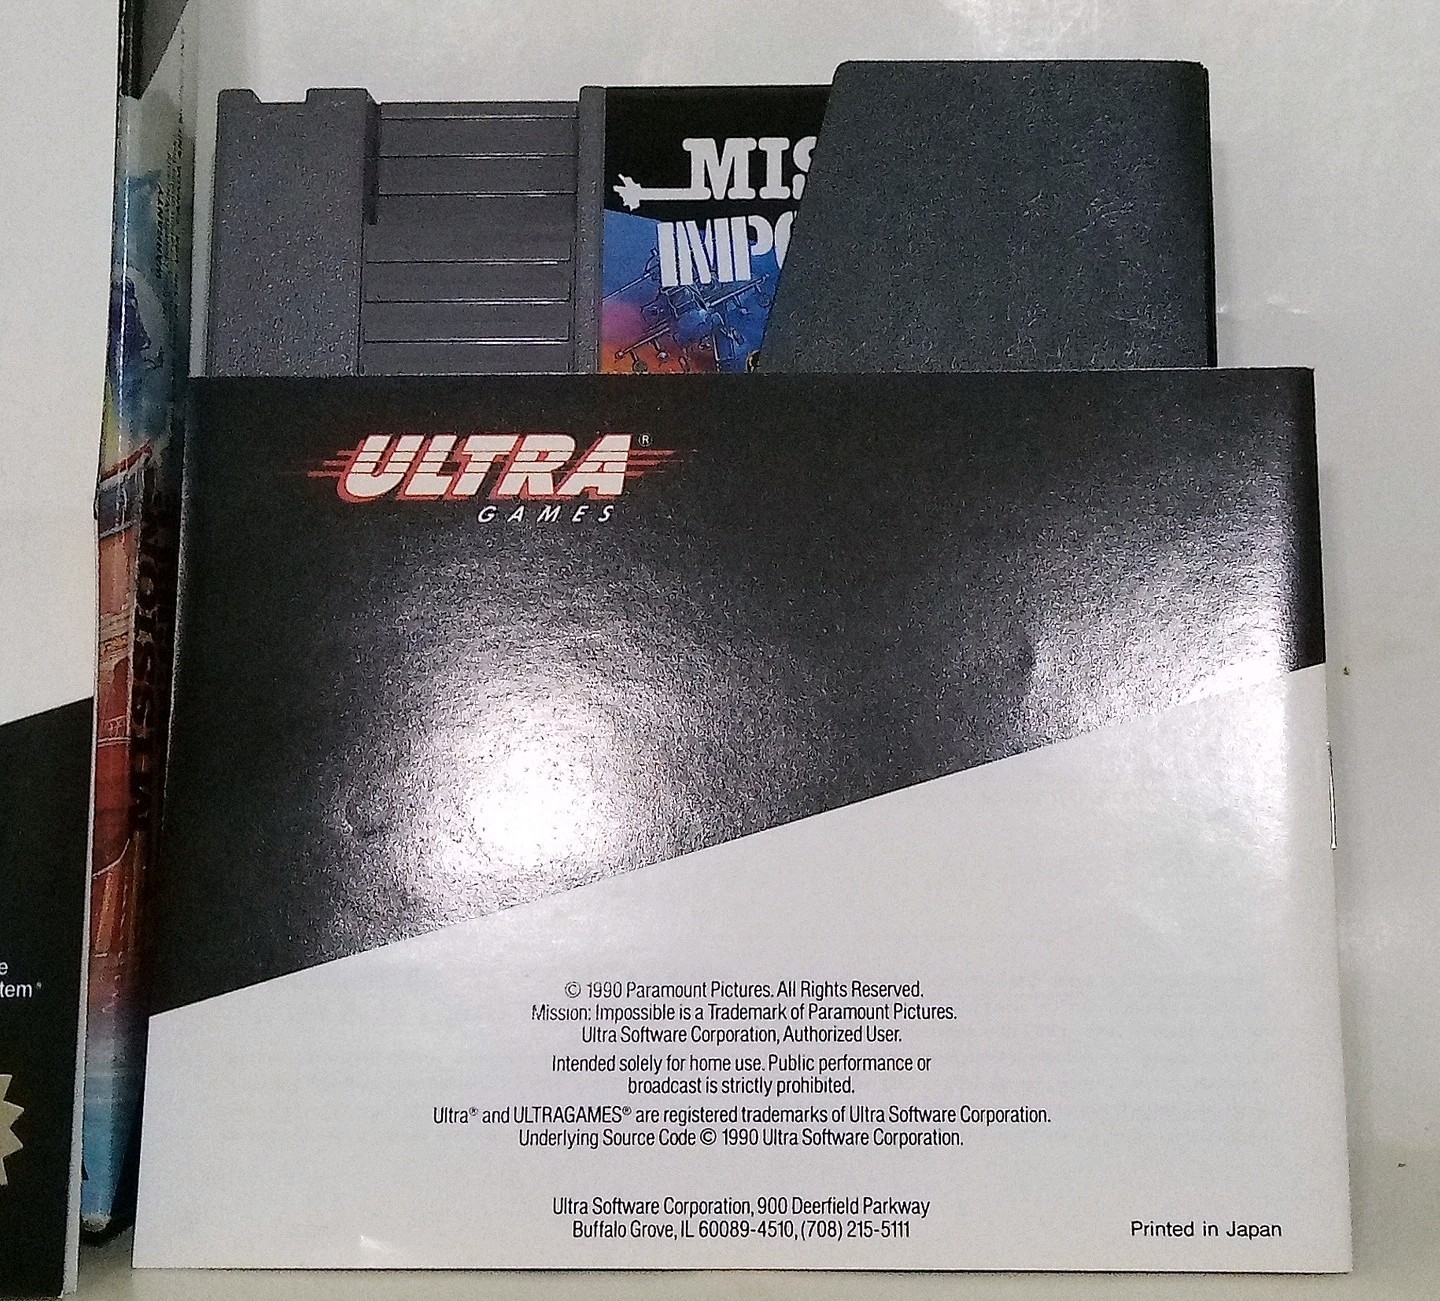 MIS
IMPO
ULTRA®
GAMES
MISSION
WARRANTY
e
tem
© 1990 Paramount Pictures. All Rights Reserved.
Mission: Impossible is a Trademark of Paramount Pictures.
Ultra Software Corporation, Authorized User.
Intended solely for home use. Public performance or
broadcast is strictly prohibited.
Ultra® and ULTRAGAMES® are registered trademarks of Ultra Software Corporation.
Underlying Source Code © 1990 Ultra Software Corporation.
Ultra Software Corporation, 900 Deerfield Parkway
Buffalo Grove, IL 60089-4510, (708) 215-5111
Printed in Japan